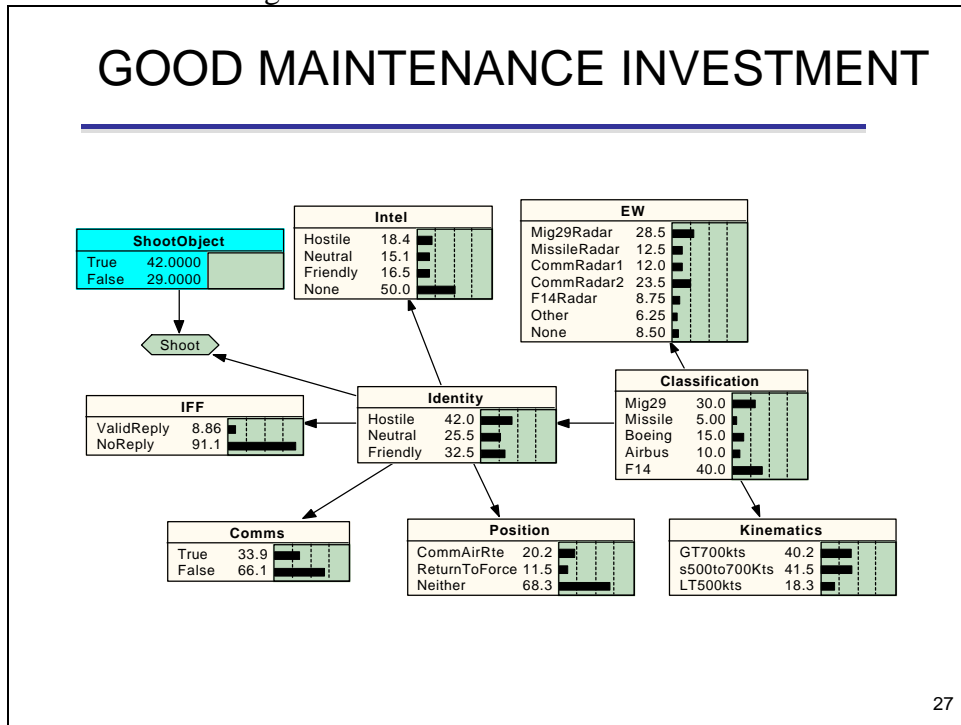 GOOD MAINTENANCE INVESTMENT
ShootObject
True 42.0000
False 29.0000
Shoot
Intel
Hostile 18.4
Neutral 15.1
Friendly 16.5
None 50.0
EW
Mig29Radar 28.5
MissileRadar 12.5
CommRadar1 12.0
CommRadar2 23.5
F14Radar 8.75
Other 6.25
None 8.50
IFF
ValidReply 8.86
NoReply 91.1
Identity
Hostile 42.0
Neutral 25.5
Friendly 32.5
Classification
Mig29 30.0
Missile 5.00
Boeing 15.0
Airbus 10.0
F14 40.0
Comms
True 33.9
False 66.1
Position
CommAirRte 20.2
ReturnToForce 11.5
Neither 68.3
Kinematics
GT700kts 40.2
s500to700Kts 41.5
LT500kts 18.3
27